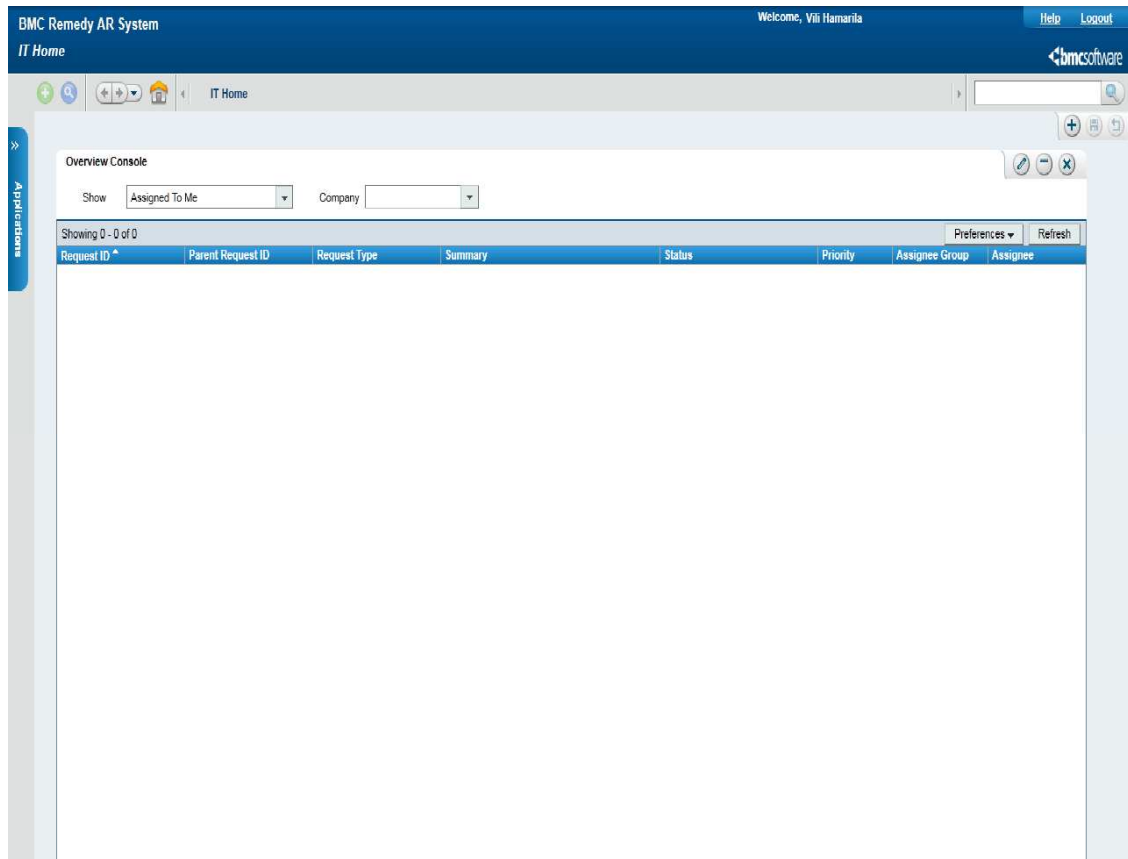 BMC Remedy AR System
Welcome, Vili Hamarila
Help Logout
IT Home
bmcsoftware
IT Home
Applications
Overview Console
Show Assigned To Me Company
Showing 0 - 0 of 0
Preferences Refresh
Request ID Parent Request ID Request Type Summary Status Priority Assignee Group Assignee